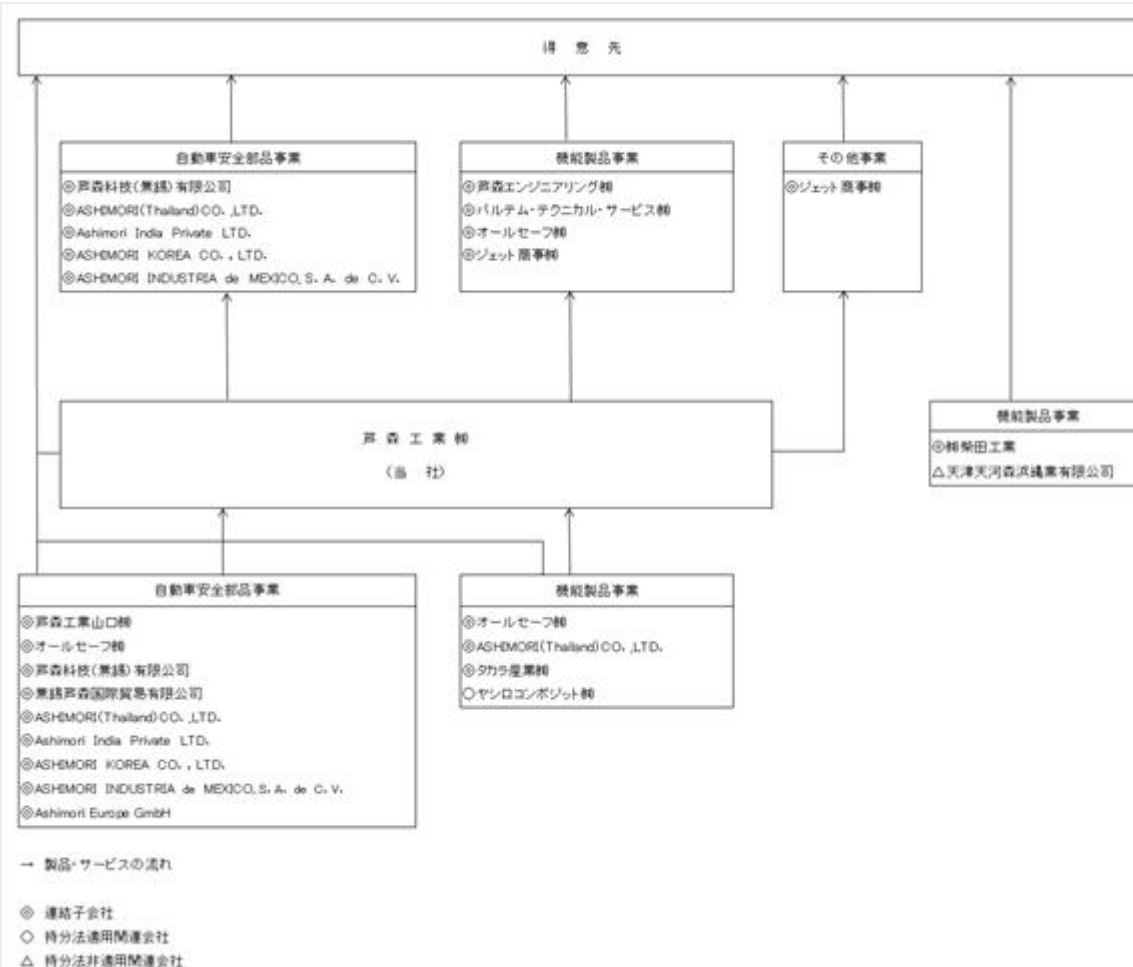 得 意 先
自動車安全部品事業
◎芦森科技(無錫)有限公司
◎ASHIMORI(Thailand)CO.,LTD.
◎Ashimori India Private LTD.
◎ASHIMORI KOREA CO.,LTD.
◎ASHIMORI INDUSTRIA de MEXICO,S.A. de C.V.
機能製品事業
◎芦森エンジニアリング㈱
◎パルテム・テクニカル・サービス㈱
◎オールセーフ㈱
◎ジェット商事㈱
その他事業
◎ジェット商事㈱
芦 森 工 業 ㈱
(当 社)
機能製品事業
◎㈱柴田工業
△天津天河森浜縄業有限公司
自動車安全部品事業
◎芦森工業山口㈱
◎オールセーフ㈱
◎芦森科技(無錫)有限公司
◎無錫芦森国際貿易有限公司
◎ASHIMORI(Thailand)CO.,LTD.
◎Ashimori India Private LTD.
◎ASHIMORI KOREA CO.,LTD.
◎ASHIMORI INDUSTRIA de MEXICO,S.A. de C.V.
◎Ashimori Europe GmbH
機能製品事業
◎オールセーフ㈱
◎ASHIMORI(Thailand)CO.,LTD.
◎タカラ産業㈱
○ヤシロコンポジット㈱
→ 製品・サービスの流れ
◎ 連結子会社
○ 持分法適用関連会社
△ 持分法非適用関連会社